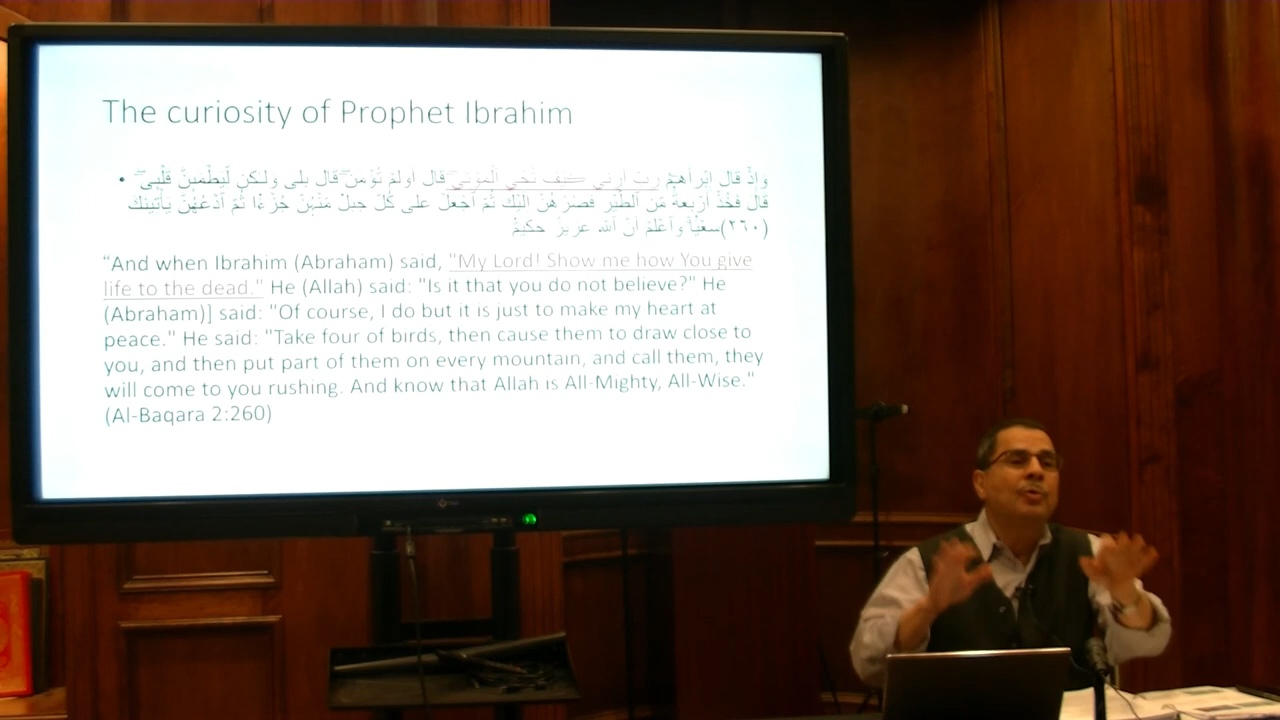 The curiosity of Prophet Ibrahim
• وَإِذْ قَالَ إِبْرَاهِيمُ رَبِّ أَرِنِي كَيْفَ تُحْيِي الْمَوْتَىٰ ۖ قَالَ أَوَلَمْ تُؤْمِن ۖ قَالَ بَلَىٰ وَلَٰكِن لِّيَطْمَئِنَّ قَلْبِي ۖ
قَالَ فَخُذْ أَرْبَعَةً مِّنَ الطَّيْرِ فَصُرْهُنَّ إِلَيْكَ ثُمَّ اجْعَلْ عَلَىٰ كُلِّ جَبَلٍ مِّنْهُنَّ جُزْءًا ثُمَّ ادْعُهُنَّ يَأْتِينَكَ
سَعْيًا ۚ وَاعْلَمْ أَنَّ اللَّهَ عَزِيزٌ حَكِيمٌ (٢٦٠)
"And when Ibrahim (Abraham) said, "My Lord! Show me how You give
life to the dead." He (Allah) said: "Is it that you do not believe?" He
(Abraham)] said: "Of course, I do but it is just to make my heart at
peace." He said: "Take four of birds, then cause them to draw close to
you, and then put part of them on every mountain, and call them, they
will come to you rushing. And know that Allah is All-Mighty, All-Wise."
(Al-Baqara 2:260)